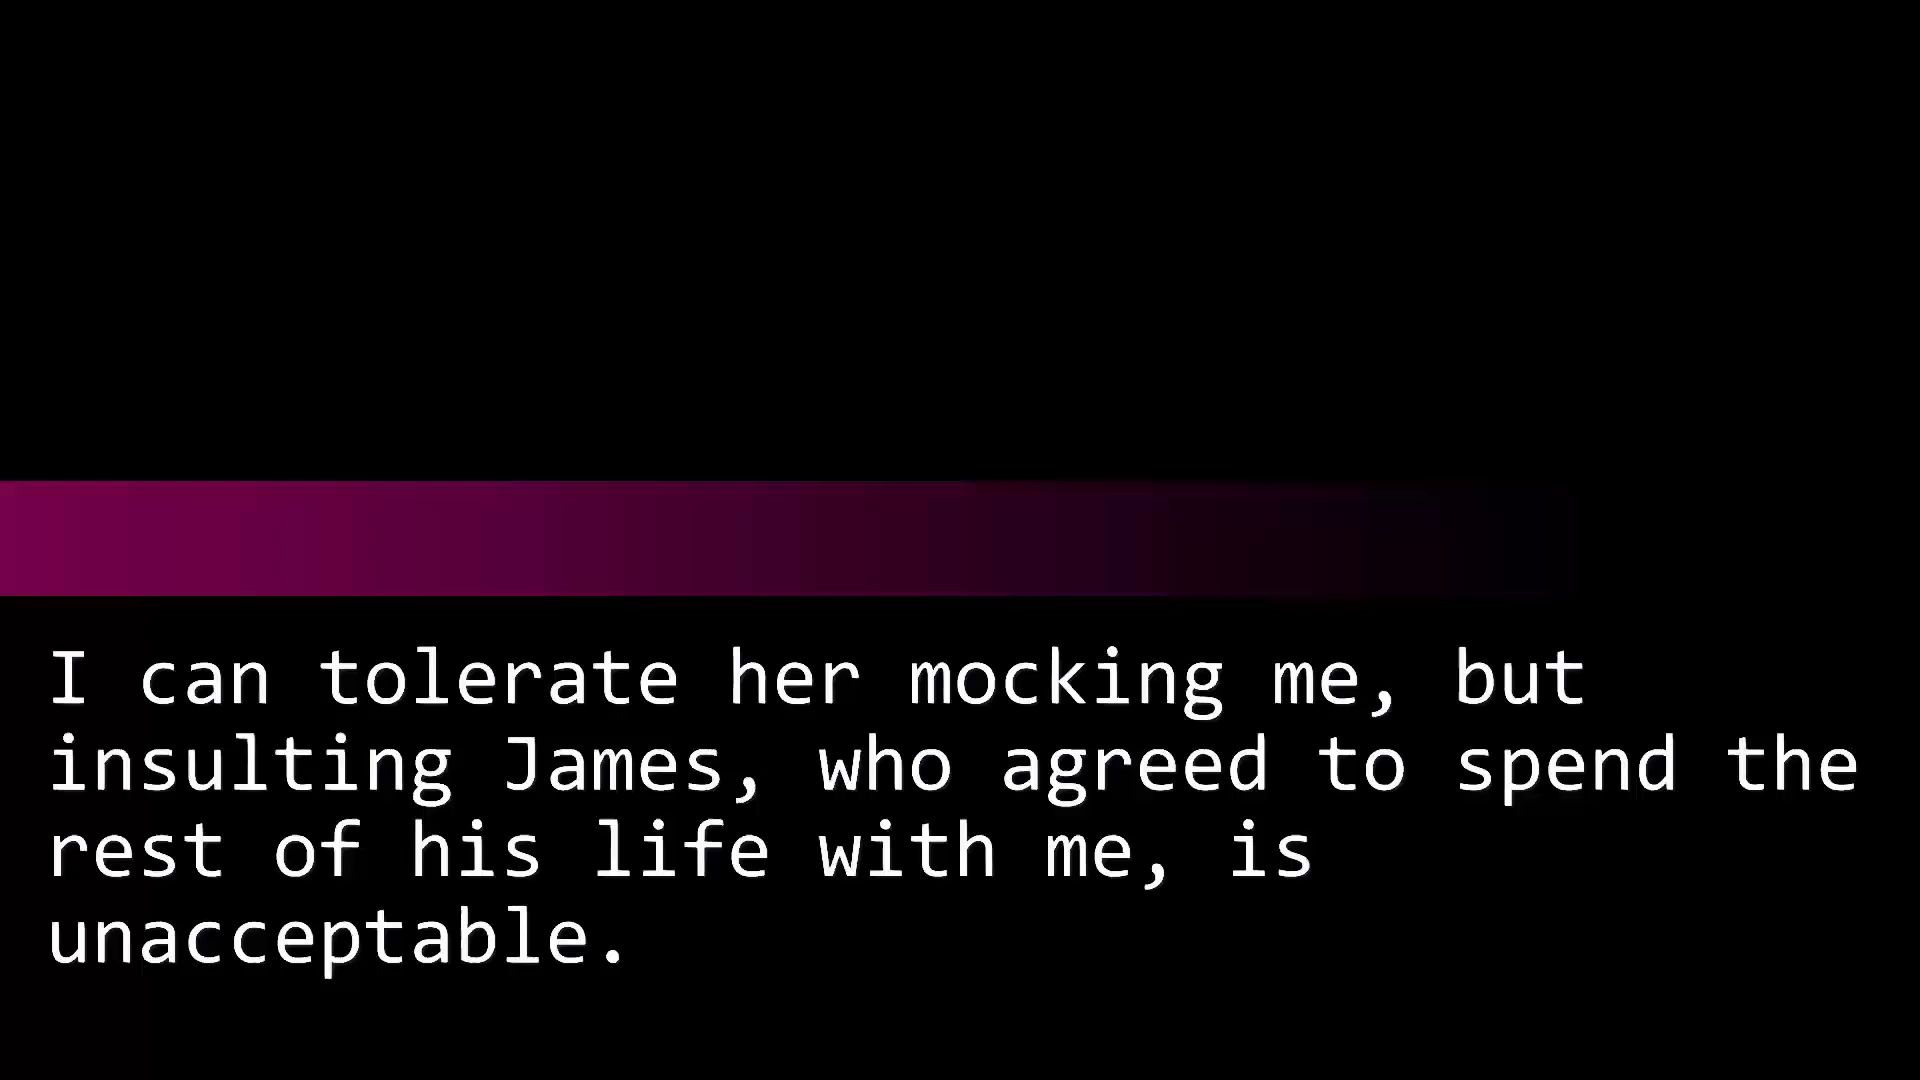 I can tolerate her mocking me, but
insulting James, who agreed to spend the
rest of his life with me, is
unacceptable.